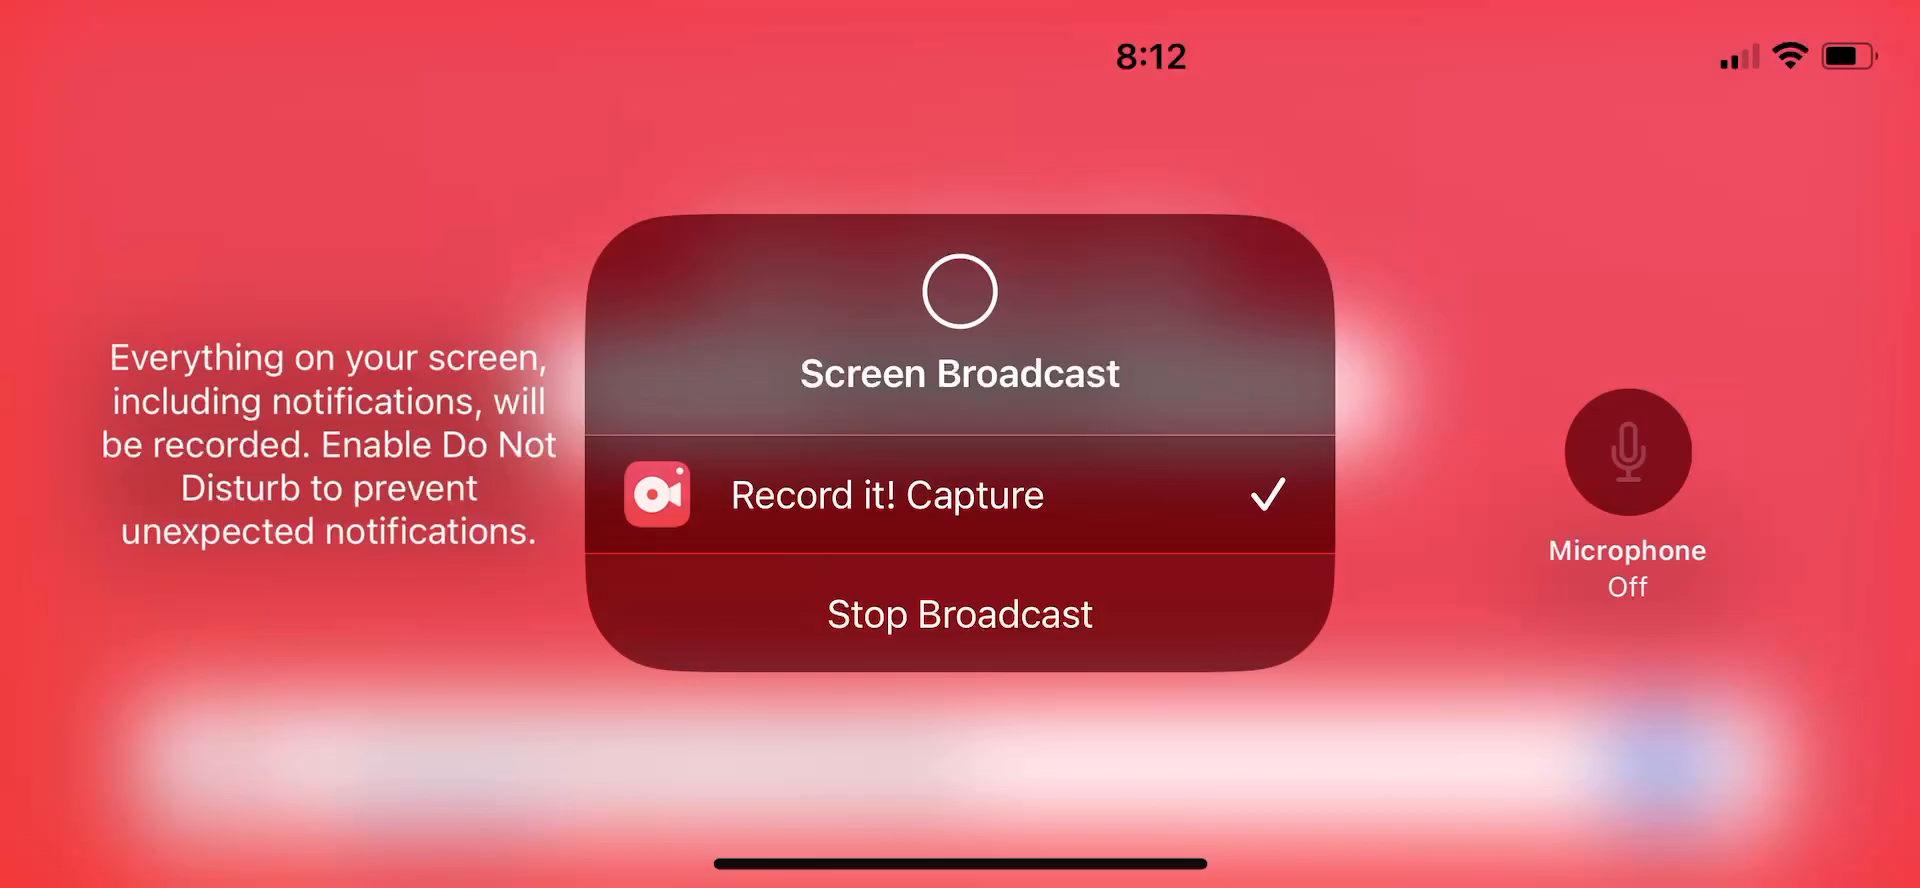 8:12
Everything on your screen,
including notifications, will
be recorded. Enable Do Not
Disturb to prevent
unexpected notifications.
Screen Broadcast
Record it! Capture
Stop Broadcast
Microphone
Off